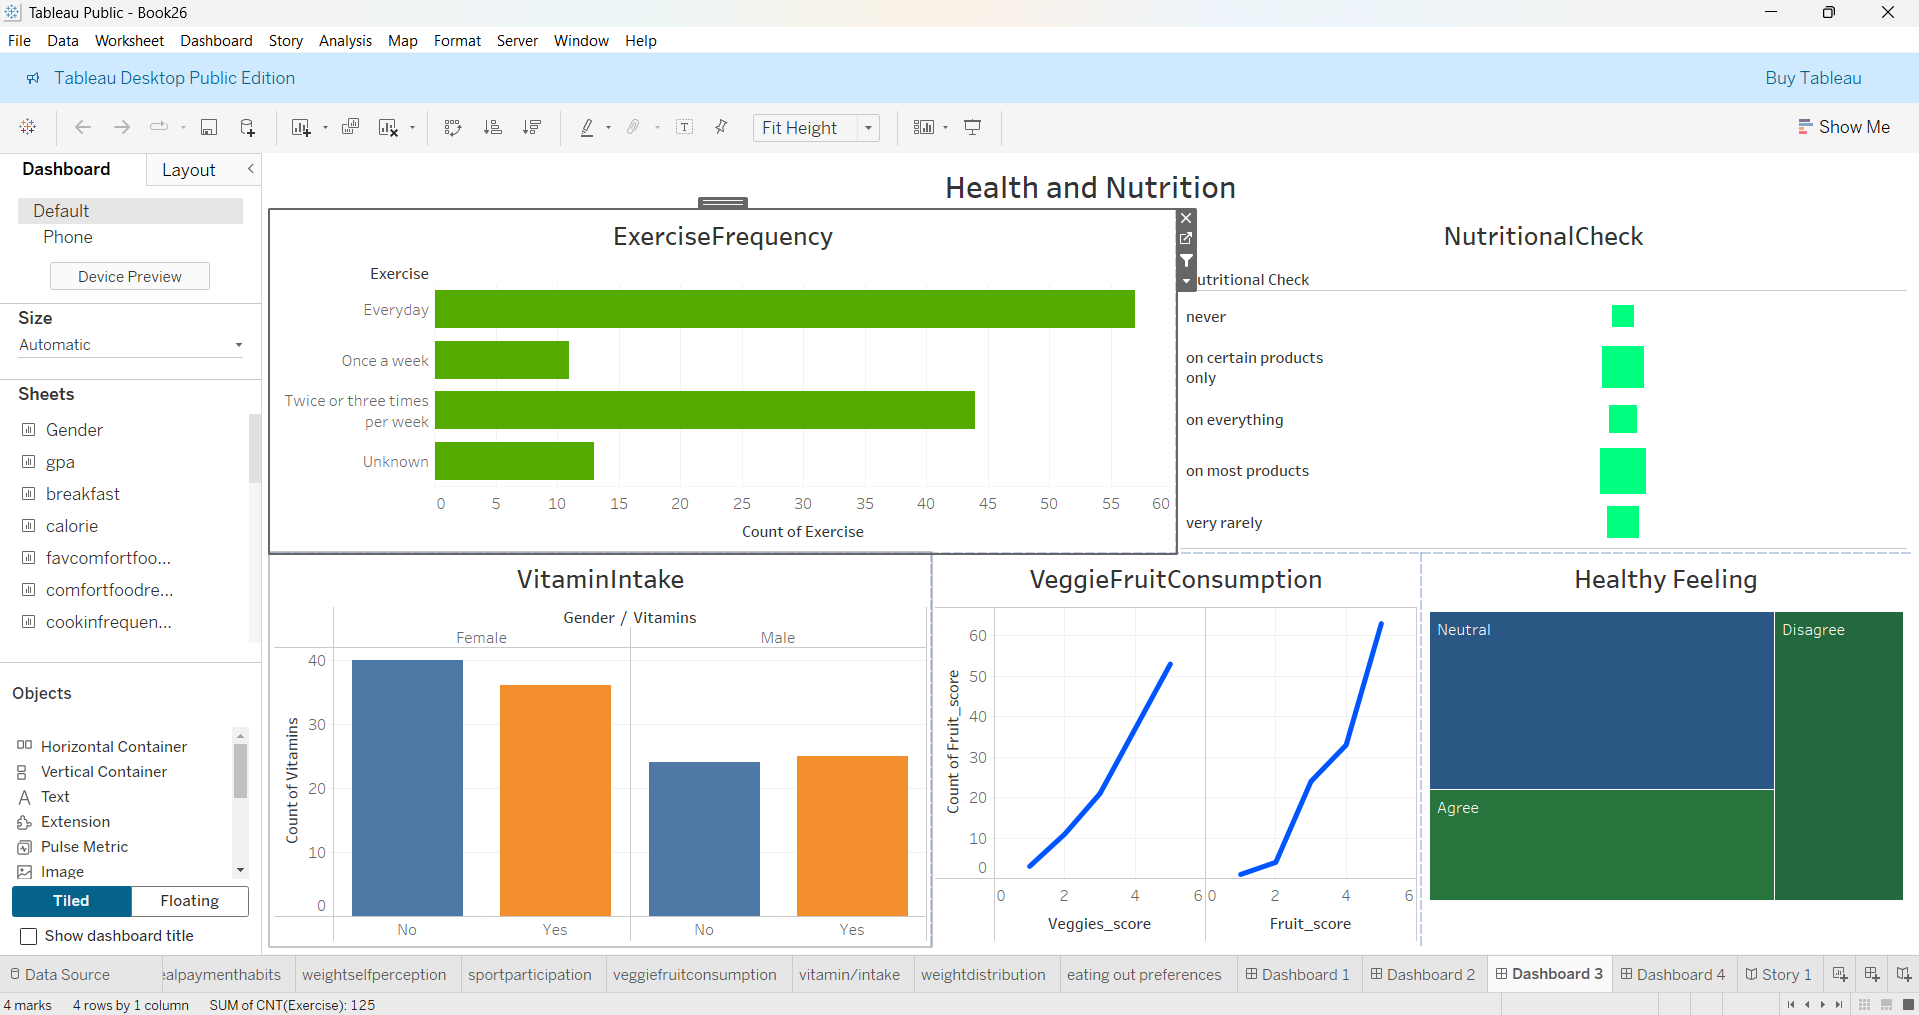 Tableau Public - Book26
File Data Worksheet Dashboard Story Analysis Map Format Server Window Help
Tableau Desktop Public Edition
Buy Tableau
Fit Height
Show Me
Dashboard
Layout
Default
Phone
Device Preview
Size
Automatic
Sheets
Gender
gpa
breakfast
calorie
favcomfortfoo...
comfortfoodre...
cookinfrequen...
Objects
Horizontal Container
Vertical Container
Text
Extension
Pulse Metric
Image
Tiled
Floating
Show dashboard title
Health and Nutrition
ExerciseFrequency
Exercise
Everyday
Once a week
Twice or three times
per week
Unknown
0 5 10 15 20 25 30 35 40 45 50 55 60
Count of Exercise
NutritionalCheck
utritional Check
never
on certain products
only
on everything
on most products
very rarely
VitaminIntake
Gender / Vitamins
Female
Male
Count of Vitamins
40
30
20
10
0
No Yes No Yes
VeggieFruitConsumption
Count of Fruit_score
60
50
40
30
20
10
0
0 2 4 6 0 2 4 6
Veggies_score
Fruit_score
Healthy Feeling
Neutral
Disagree
Agree
Data Source
ealpaymenthabits
weightselfperception
sportparticipation
veggiefruitconsumption
vitamin/intake
weightdistribution
eating out preferences
Dashboard 1
Dashboard 2
Dashboard 3
Dashboard 4
Story 1
4 marks
4 rows by 1 column
SUM of CNT(Exercise): 125